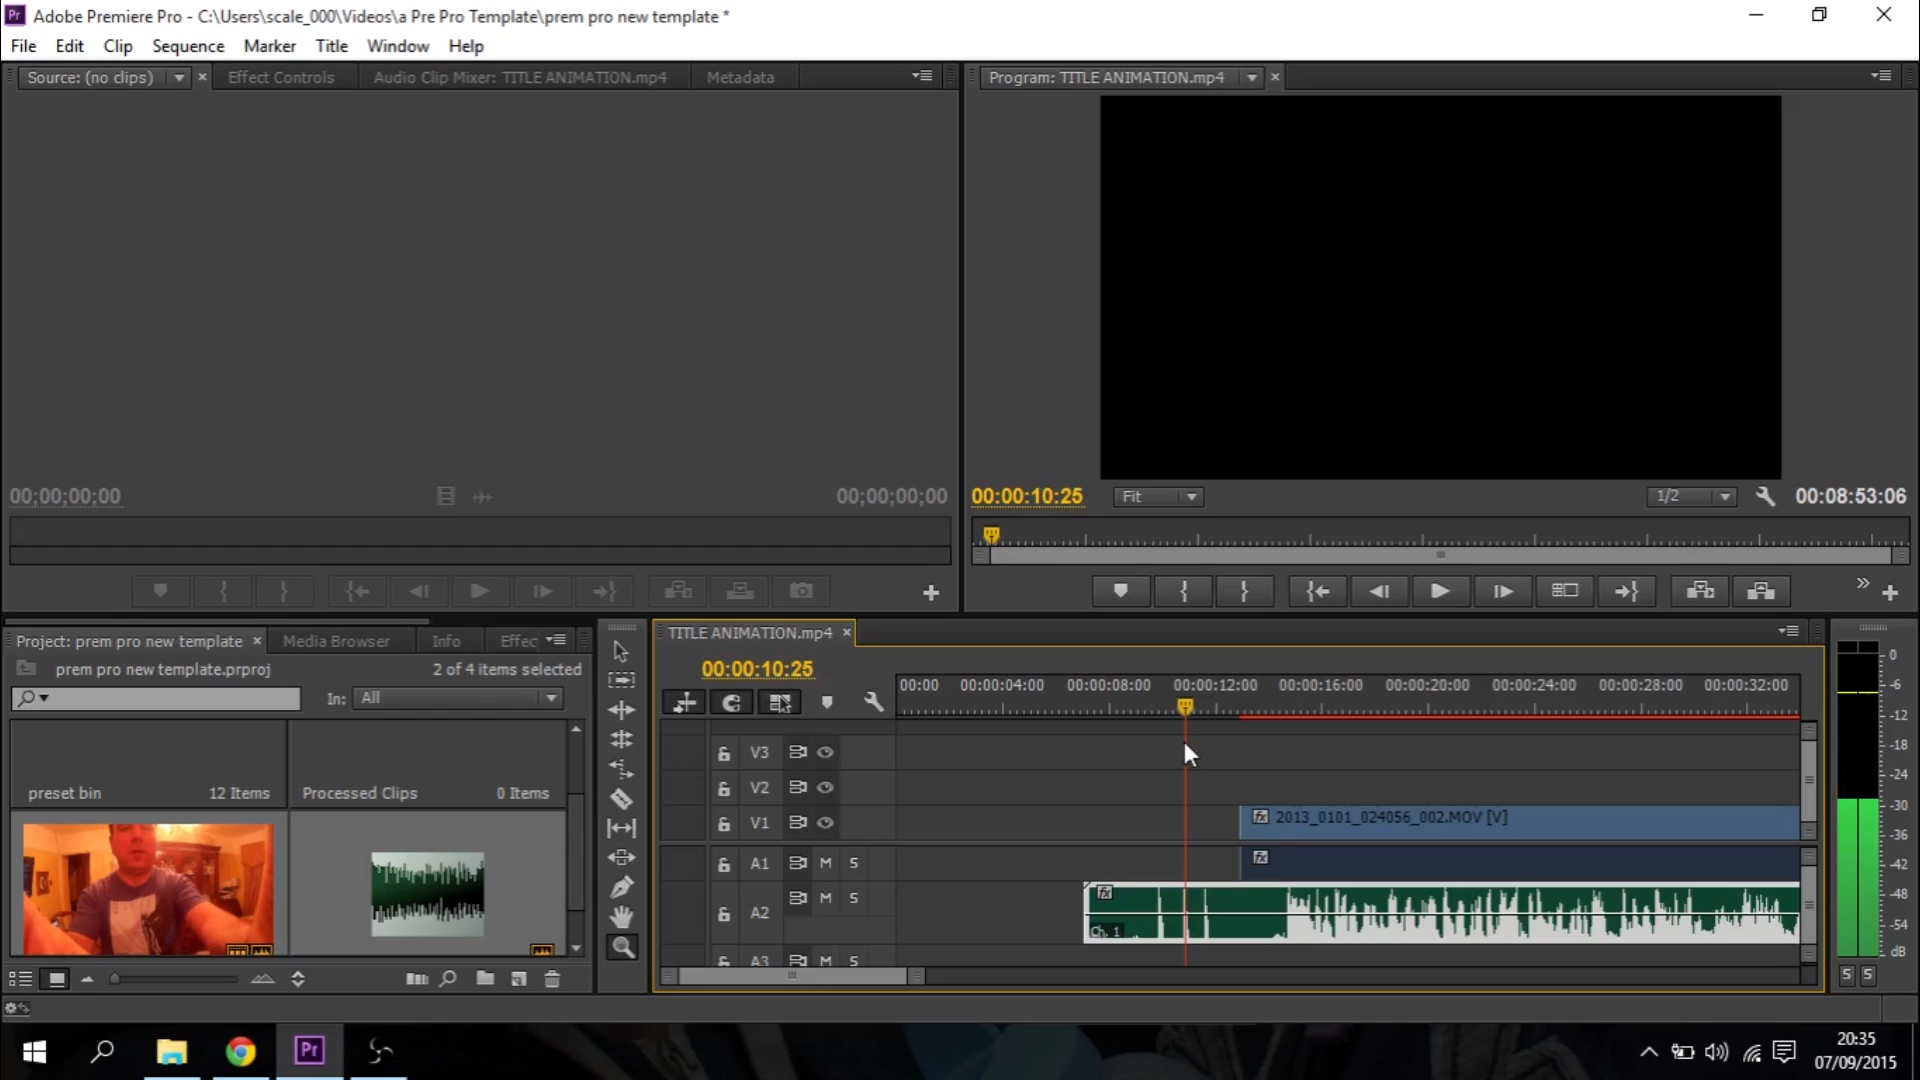 Pr Adobe Premiere Pro - C:\Users\scale_000\Videos\a Pre Pro Template\prem pro new template *
File Edit Clip Sequence Marker Title Window Help
Source: (no clips) Effect Controls Audio Clip Mixer: TITLE ANIMATION.mp4 Metadata
Program: TITLE ANIMATION.mp4
00;00;00;00 00;00;00;00
00:00:10:25 Fit 1/2 00:08:53:06
Project: prem pro new template Media Browser Info Effec
TITLE ANIMATION.mp4
prem pro new template.prproj 2 of 4 items selected
00:00:10:25
In: All
00:00 00:00:04:00 00:00:08:00 00:00:12:00 00:00:16:00 00:00:20:00 00:00:24:00 00:00:28:00 00:00:32:00
V3
preset bin 12 Items Processed Clips 0 Items
V2
V1 fx 2013_0101_024056_002.MOV [V]
A1 M S fx
A2 M S fx
Ch. 1
A3 M S
0
-6
-12
-18
-24
-30
-36
-42
-48
-54
dB
S S
Pr
20:35
07/09/2015